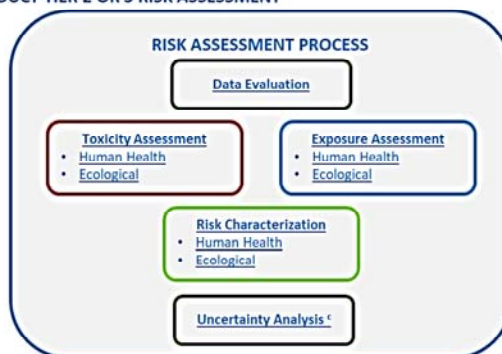 RISK ASSESSMENT PROCESS
Data Evaluation
Toxicity Assessment
• Human Health
• Ecological
Exposure Assessment
• Human Health
• Ecological
Risk Characterization
• Human Health
• Ecological
Uncertainty Analysis c